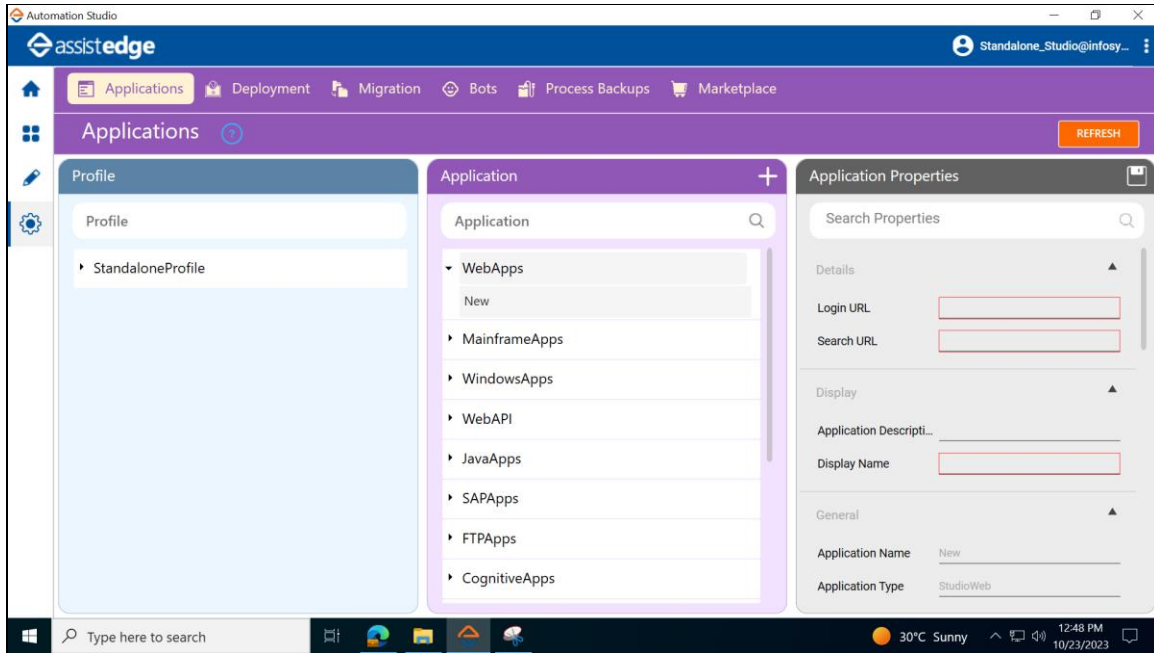 Automation Studio
assistedge
Standalone_Studio@infosy...
Applications Deployment Migration Bots Process Backups Marketplace
Applications ?
REFRESH
Profile
Profile
StandaloneProfile
Application
Application
WebApps
New
MainframeApps
WindowsApps
WebAPI
JavaApps
SAPApps
FTPApps
CognitiveApps
Application Properties
Search Properties
Details
Login URL
Search URL
Display
Application Descripti...
Display Name
General
Application Name New
Application Type StudioWeb
Type here to search
30°C Sunny
12:48 PM
10/23/2023